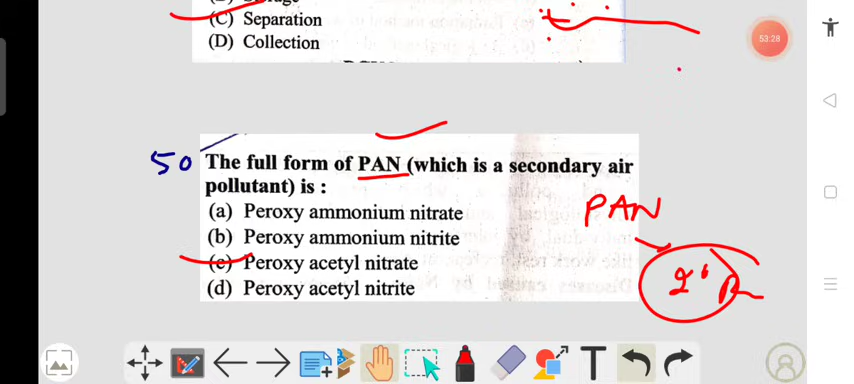 (C) Separation
(D) Collection
53:28
50 The full form of PAN (which is a secondary air
pollutant) is :
(a) Peroxy ammonium nitrate
(b) Peroxy ammonium nitrite
(c) Peroxy acetyl nitrate
(d) Peroxy acetyl nitrite
PAN
T